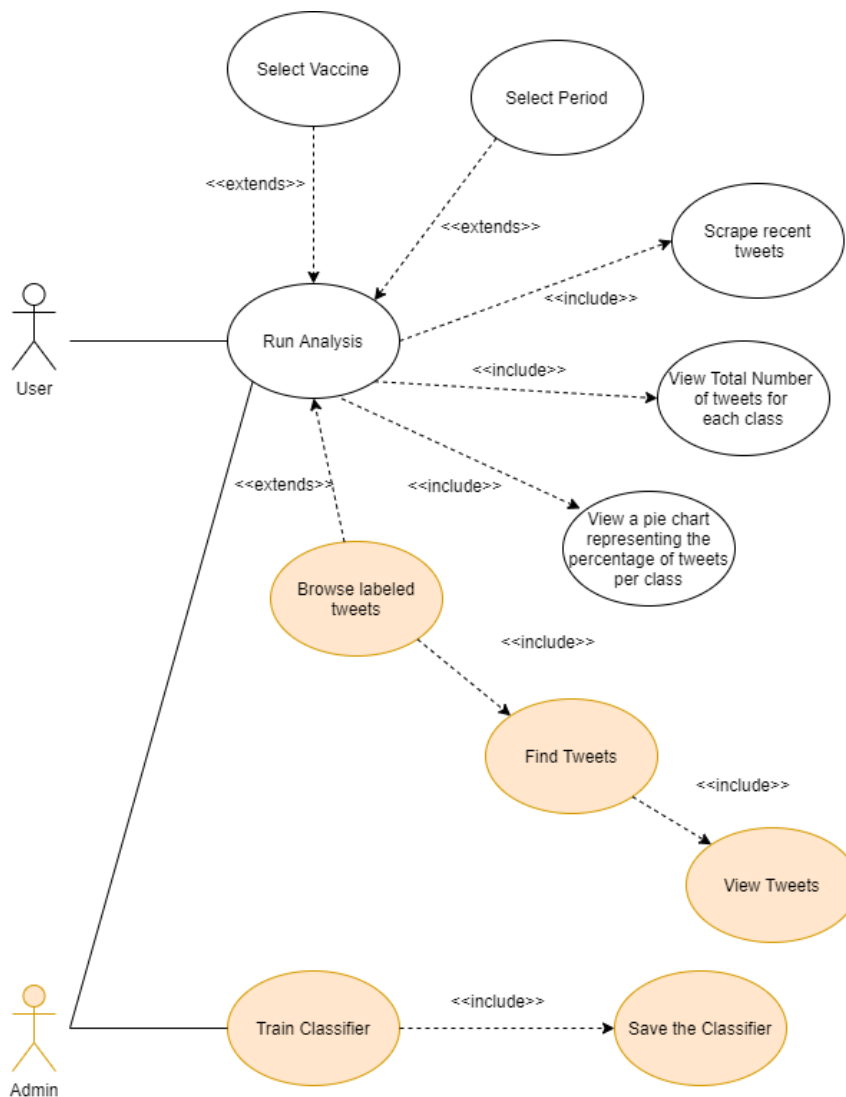 Select Vaccine
Select Period
<<extends>>
<<extends>>
Scrape recent
tweets
<<include>>
User
Run Analysis
<<include>>
View Total Number
of tweets for
each class
<<extends>>
<<include>>
View a pie chart
representing the
percentage of tweets
per class
Browse labeled
tweets
<<include>>
Find Tweets
<<include>>
View Tweets
Admin
Train Classifier
<<include>>
Save the Classifier